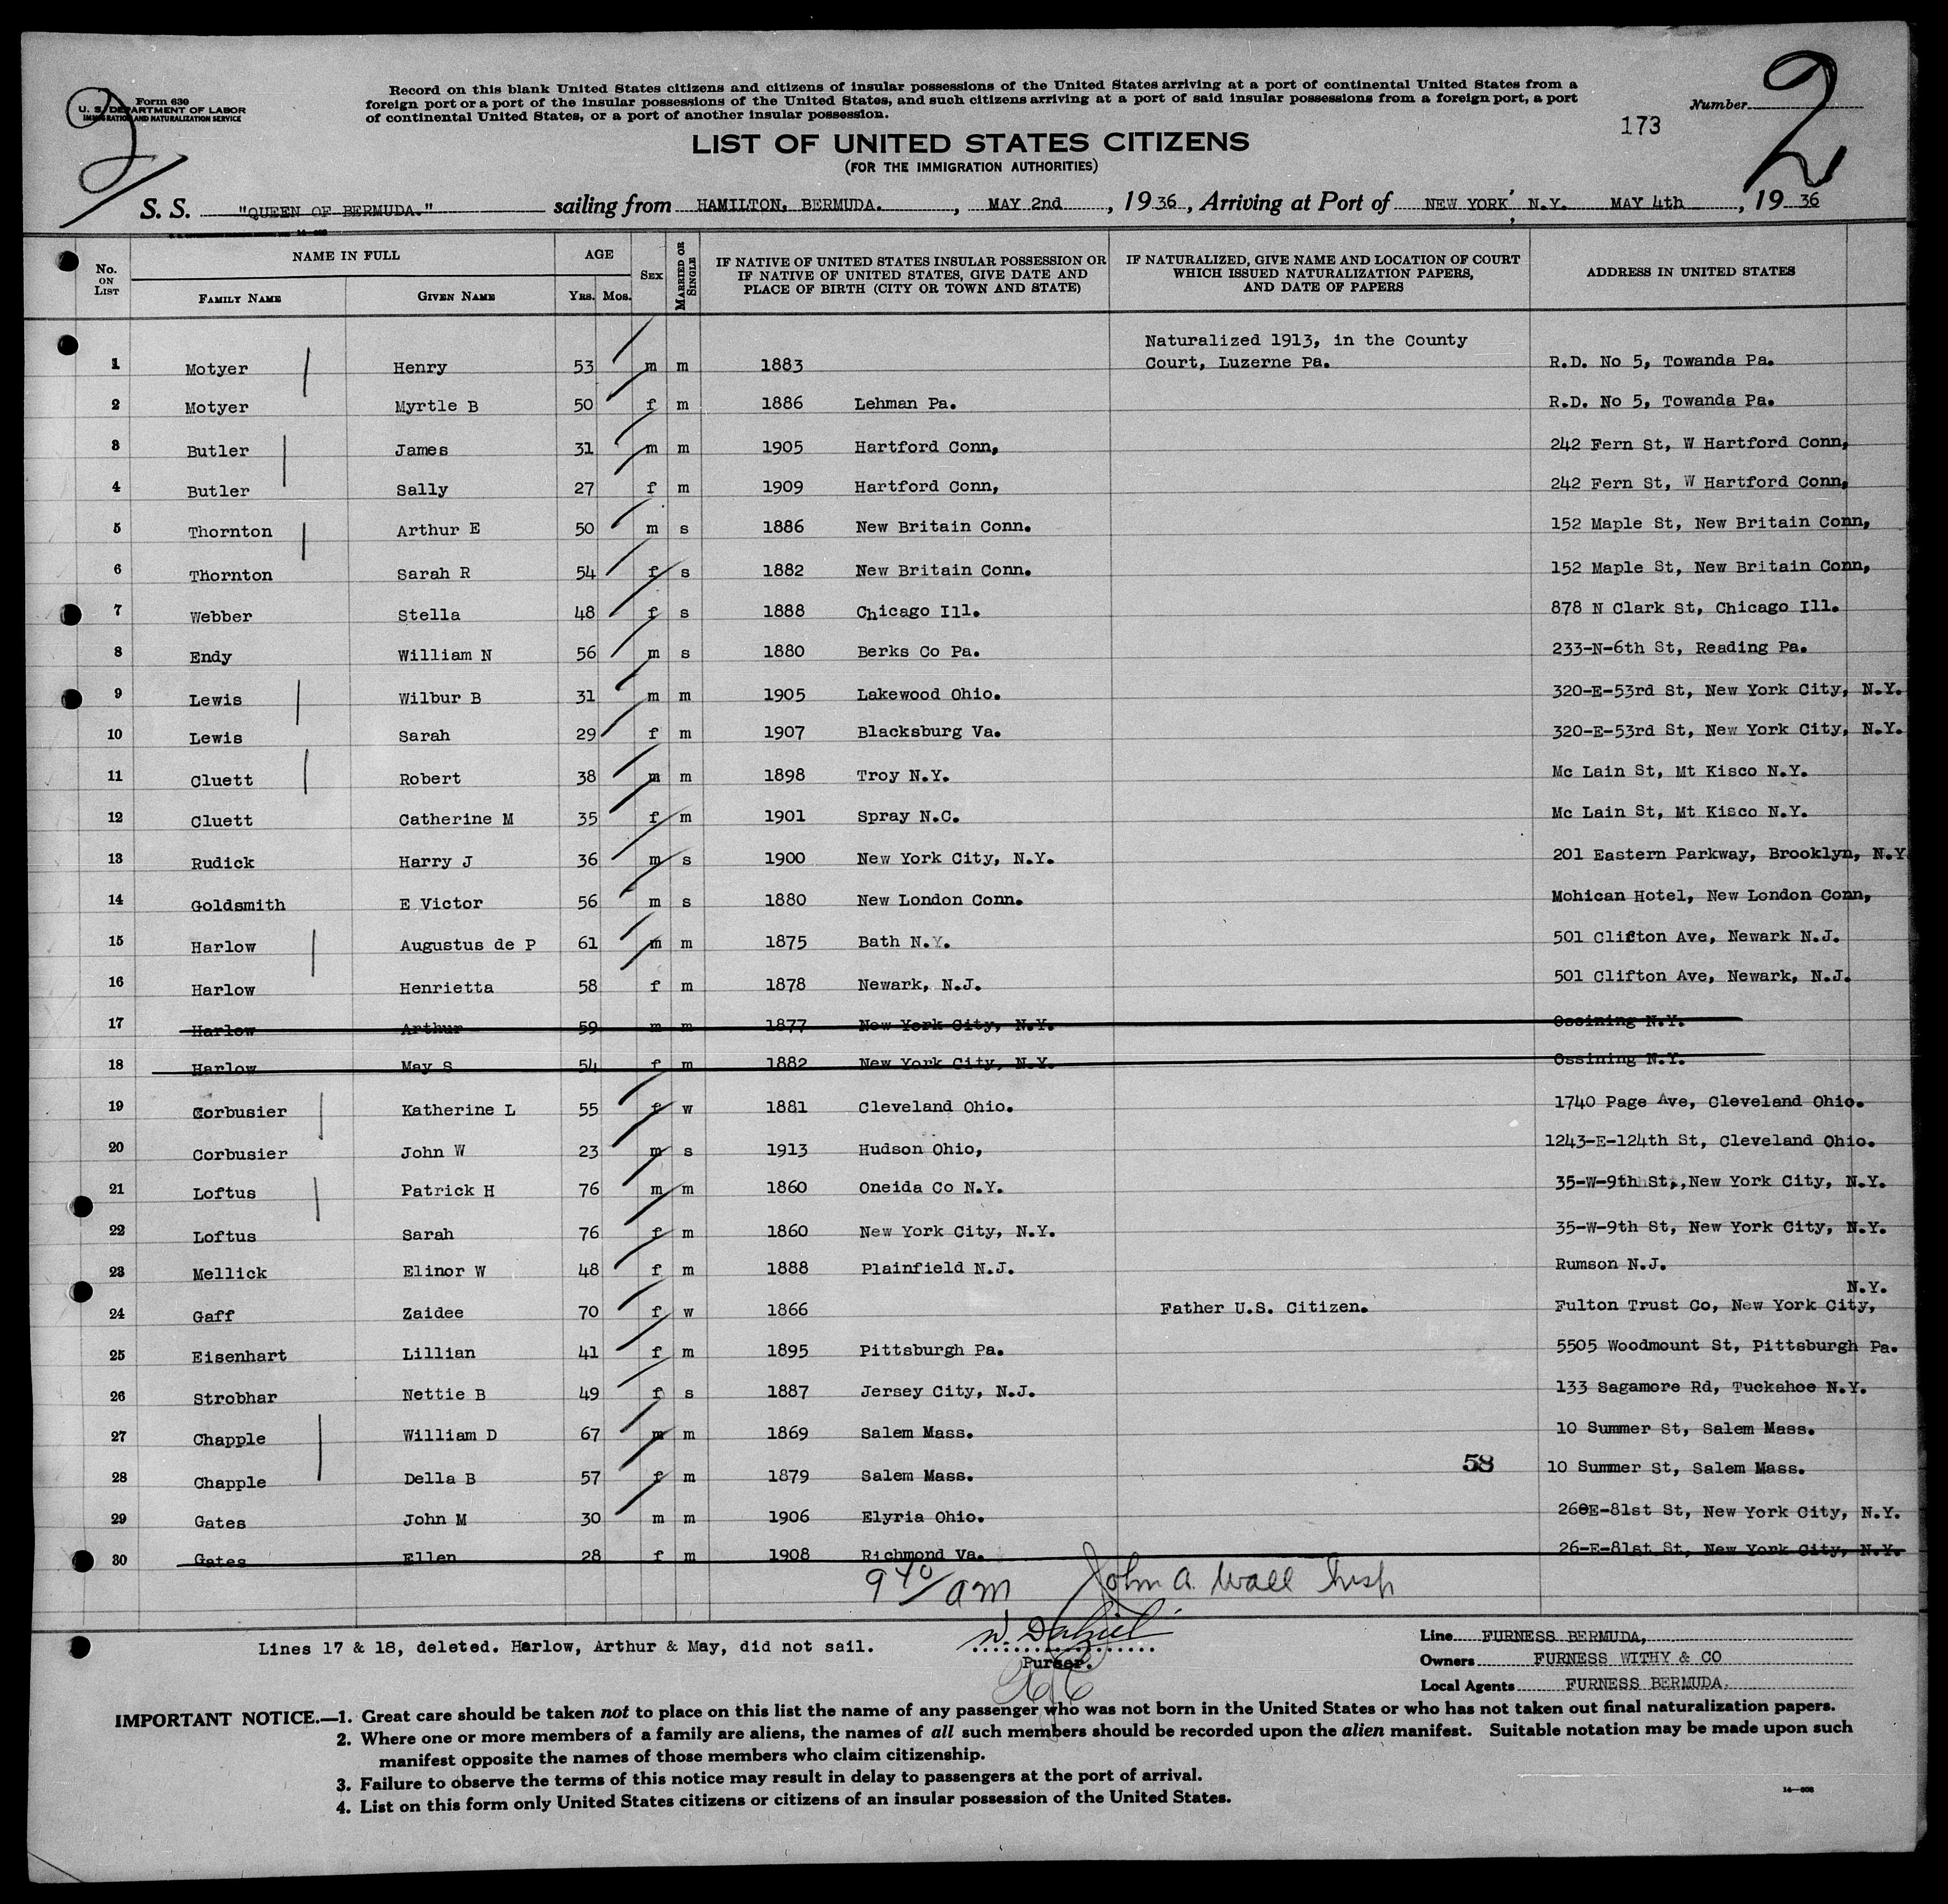 Form 630
U. S. DEPARTMENT OF LABOR
IMMIGRATION AND NATURALIZATION SERVICE
2
Record on this blank United States citizens and citizens of insular possessions of the United States arriving at a port of continental United States from a
foreign port or a port of the insular possessions of the United States, and such citizens arriving at a port of said insular possessions from a foreign port, a port
of continental United States, or a port of another insular possession.
Number 2
173
LIST OF UNITED STATES CITIZENS
(FOR THE IMMIGRATION AUTHORITIES)
S. S. "QUEEN OF BERMUDA." sailing from HAMILTON, BERMUDA. , MAY 2nd , 1936, Arriving at Port of NEW YORK, N.Y. MAY 4th , 1936
No. ON LIST NAME IN FULL AGE SEX MARRIED OR SINGLE IF NATIVE OF UNITED STATES INSULAR POSSESSION OR IF NATIVE OF UNITED STATES, GIVE DATE AND PLACE OF BIRTH (CITY OR TOWN AND STATE) IF NATURALIZED, GIVE NAME AND LOCATION OF COURT WHICH ISSUED NATURALIZATION PAPERS, AND DATE OF PAPERS ADDRESS IN UNITED STATES
FAMILY NAME GIVEN NAME YRS. MOS.
Naturalized 1913, in the County
1 Motyer Henry 53 m m 1883 Court, Luzerne Pa. R.D. No 5, Towanda Pa.
2 Motyer Myrtle B 50 f m 1886 Lehman Pa. R.D. No 5, Towanda Pa.
3 Butler James 31 m m 1905 Hartford Conn, 242 Fern St, W Hartford Conn,
4 Butler Sally 27 f m 1909 Hartford Conn, 242 Fern St, W Hartford Conn,
5 Thornton Arthur E 50 m s 1886 New Britain Conn. 152 Maple St, New Britain Conn,
6 Thornton Sarah R 54 f s 1882 New Britain Conn. 152 Maple St, New Britain Conn,
7 Webber Stella 48 f s 1888 Chicago Ill. 878 N Clark St, Chicago Ill.
8 Endy William N 56 m s 1880 Berks Co Pa. 233-N-6th St, Reading Pa.
9 Lewis Wilbur B 31 m m 1905 Lakewood Ohio. 320-E-53rd St, New York City, N.Y.
10 Lewis Sarah 29 f m 1907 Blacksburg Va. 320-E-53rd St, New York City, N.Y.
11 Cluett Robert 38 m m 1898 Troy N.Y. Mc Lain St, Mt Kisco N.Y.
12 Cluett Catherine M 35 f m 1901 Spray N.C. Mc Lain St, Mt Kisco N.Y.
13 Rudick Harry J 36 m s 1900 New York City, N.Y. 201 Eastern Parkway, Brooklyn, N.Y
14 Goldsmith E Victor 56 m s 1880 New London Conn. Mohican Hotel, New London Conn,
15 Harlow Augustus de P 61 m m 1875 Bath N.Y. 501 Clifton Ave, Newark N.J.
16 Harlow Henrietta 58 f m 1878 Newark, N.J. 501 Clifton Ave, Newark, N.J.
17 Harlow Arthur 59 m m 1877 New York City, N.Y. Ossining N.Y.
18 Harlow May S 54 f m 1882 New York City, N.Y. Ossining N.Y.
19 Corbusier Katherine L 55 f w 1881 Cleveland Ohio. 1740 Page Ave, Cleveland Ohio.
20 Corbusier John W 23 m s 1913 Hudson Ohio, 1243-E-124th St, Cleveland Ohio.
21 Loftus Patrick H 76 m m 1860 Oneida Co N.Y. 35-W-9th St,,New York City, N.Y.
22 Loftus Sarah 76 f m 1860 New York City, N.Y. 35-W-9th St, New York City, N.Y.
23 Mellick Elinor W 48 f m 1888 Plainfield N.J. Rumson N.J.
N.Y.
24 Gaff Zaidee 70 f w 1866 Father U.S. Citizen. Fulton Trust Co, New York City,
25 Eisenhart Lillian 41 f m 1895 Pittsburgh Pa. 5505 Woodmount St, Pittsburgh Pa.
26 Strobhar Nettie B 49 f s 1887 Jersey City, N.J. 133 Sagamore Rd, Tuckahoe N.Y.
27 Chapple William D 67 m m 1869 Salem Mass. 10 Summer St, Salem Mass.
28 Chapple Della B 57 f m 1879 Salem Mass. 58 10 Summer St, Salem Mass.
29 Gates John M 30 m m 1906 Elyria Ohio. E-81st St, New York City, N.Y.
30 Gates Ellen 28 f m 1908 Richmond Va. 26-E-81st St, New York City, N.Y.
9 40/am John A. Wall Insp
Lines 17 & 18, deleted. Harlow, Arthur & May, did not sail.
Purser.
Line FURNESS BERMUDA,
Owners FURNESS WITHY & CO
Local Agents FURNESS BERMUDA.
IMPORTANT NOTICE.—1. Great care should be taken not to place on this list the name of any passenger who was not born in the United States or who has not taken out final naturalization papers.
2. Where one or more members of a family are aliens, the names of all such members should be recorded upon the alien manifest. Suitable notation may be made upon such
manifest opposite the names of those members who claim citizenship.
3. Failure to observe the terms of this notice may result in delay to passengers at the port of arrival.
4. List on this form only United States citizens or citizens of an insular possession of the United States.